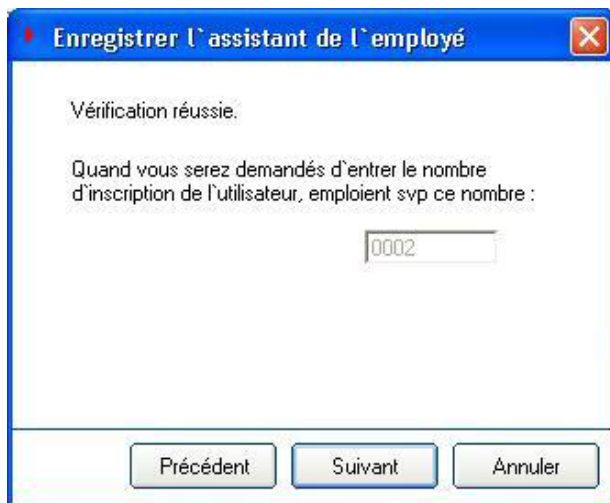 Enregistrer l`assistant de l`employé
Vérification réussie.
Quand vous serez demandés d`entrer le nombre
d'inscription de l'utilisateur, emploient svp ce nombre :
0002
Précédent Suivant Annuler